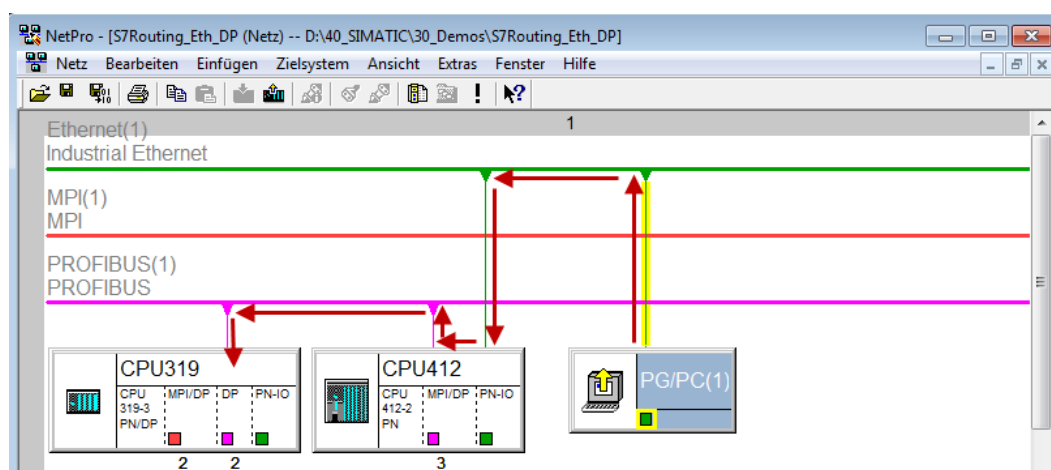 NetPro - [S7Routing_Eth_DP (Netz) -- D:\40_SIMATIC\30_Demos\S7Routing_Eth_DP]
Netz Bearbeiten Einfügen Zielsystem Ansicht Extras Fenster Hilfe
1
Ethernet(1)
Industrial Ethernet
MPI(1)
MPI
PROFIBUS(1)
PROFIBUS
CPU319
CPU
319-3
PN/DP
MPI/DP
DP
PN-IO
2
2
CPU412
CPU
412-2
PN
MPI/DP
PN-IO
3
PG/PC(1)